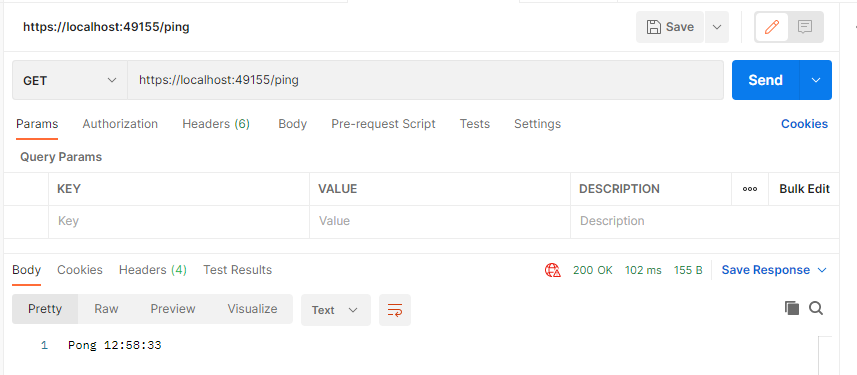 https://localhost:49155/ping Save
GET https://localhost:49155/ping Send
Params Authorization Headers (6) Body Pre-request Script Tests Settings Cookies
Query Params
KEY VALUE DESCRIPTION ooo Bulk Edit
Key Value Description
Body Cookies Headers (4) Test Results 200 OK 102 ms 155 B Save Response
Pretty Raw Preview Visualize Text
1 Pong 12:58:33